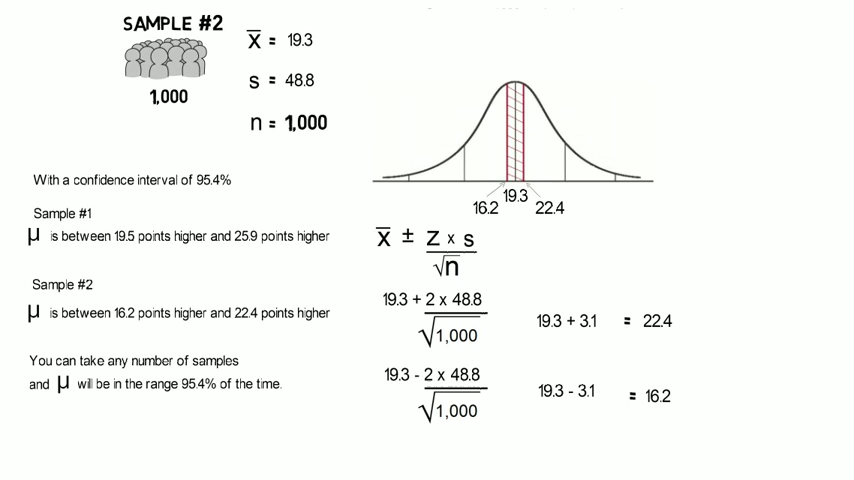 SAMPLE #2
1,000
x̅ = 19.3
s = 48.8
n = 1,000
16.2 19.3 22.4
With a confidence interval of 95.4%
Sample #1
μ is between 19.5 points higher and 25.9 points higher
Sample #2
μ is between 16.2 points higher and 22.4 points higher
You can take any number of samples
and μ will be in the range 95.4% of the time.
x̅ ± z x s
√n
19.3 + 2 x 48.8
√1,000
19.3 + 3.1 = 22.4
19.3 - 2 x 48.8
√1,000
19.3 - 3.1 = 16.2